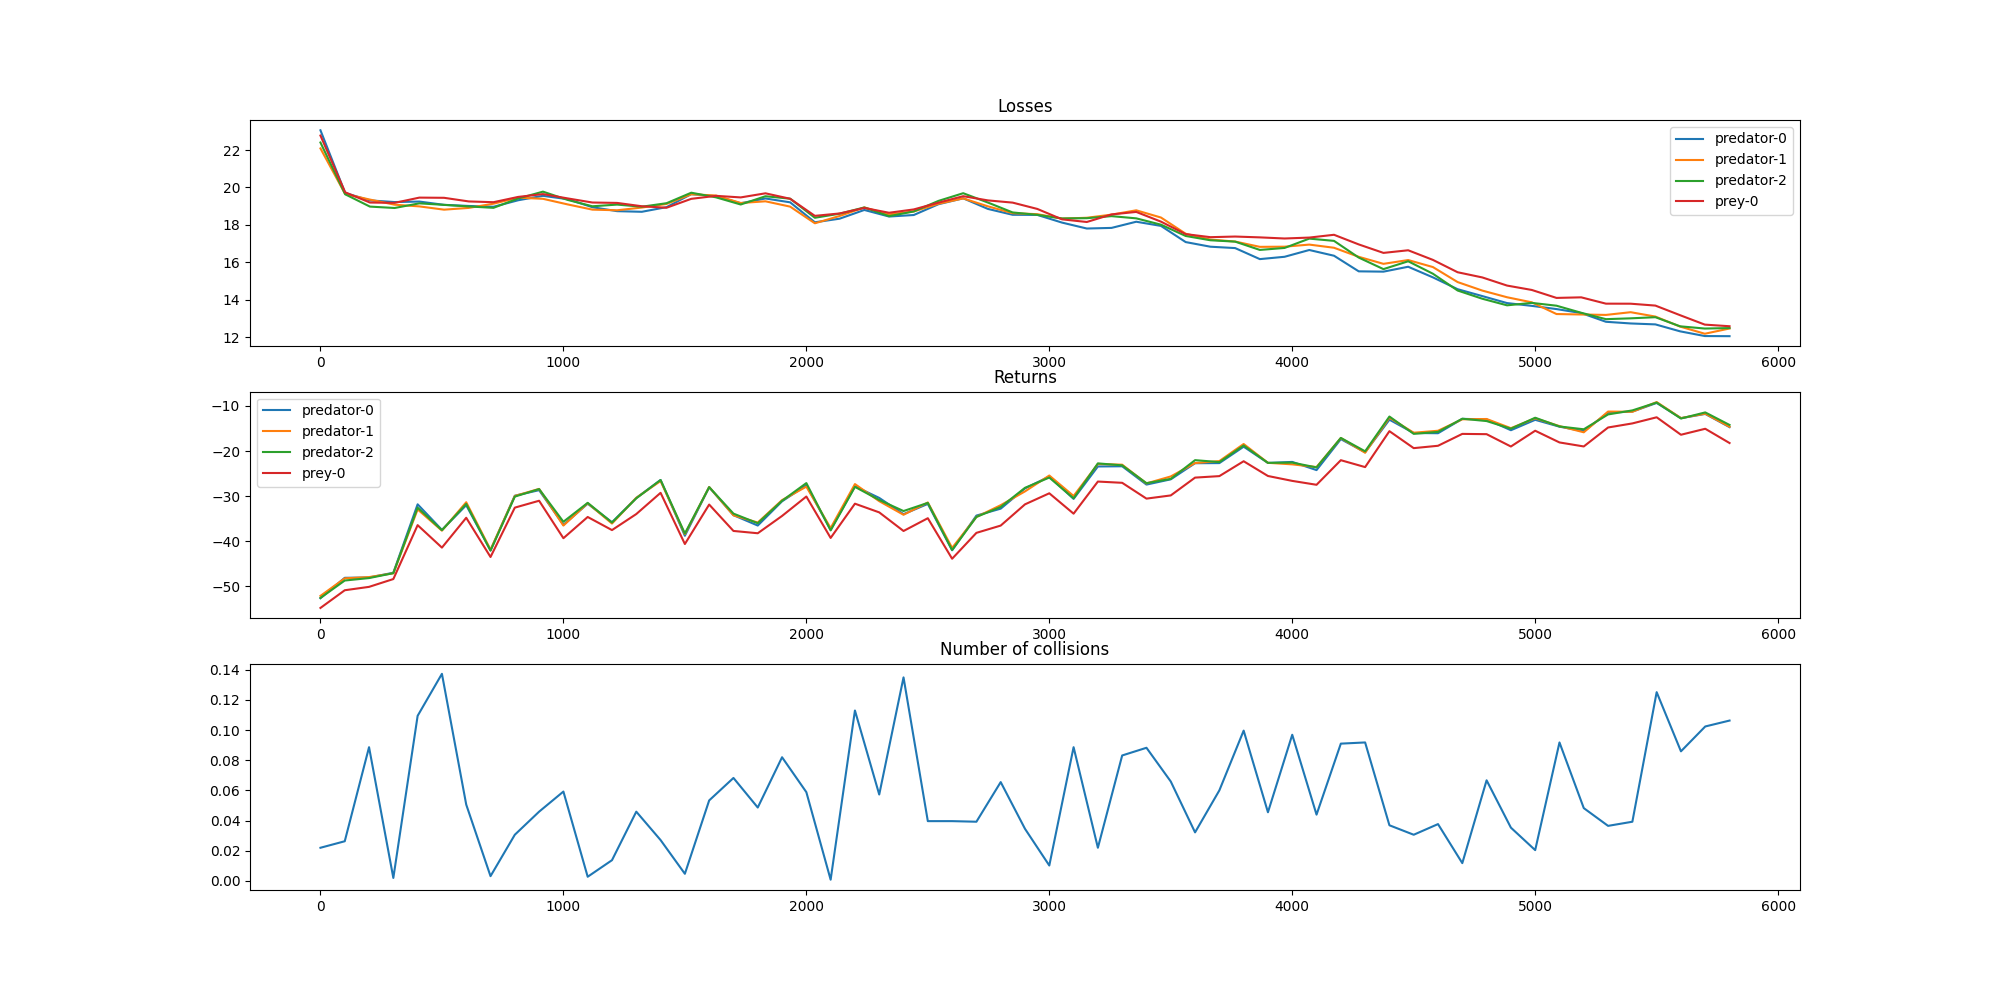 Losses
22
20
18
16
14
12
predator-0
predator-1
predator-2
prey-0
0 1000 2000 3000 4000 5000 6000
Returns
−10
−20
−30
−40
−50
predator-0
predator-1
predator-2
prey-0
0 1000 2000 3000 4000 5000 6000
Number of collisions
0.14
0.12
0.10
0.08
0.06
0.04
0.02
0.00
0 1000 2000 3000 4000 5000 6000